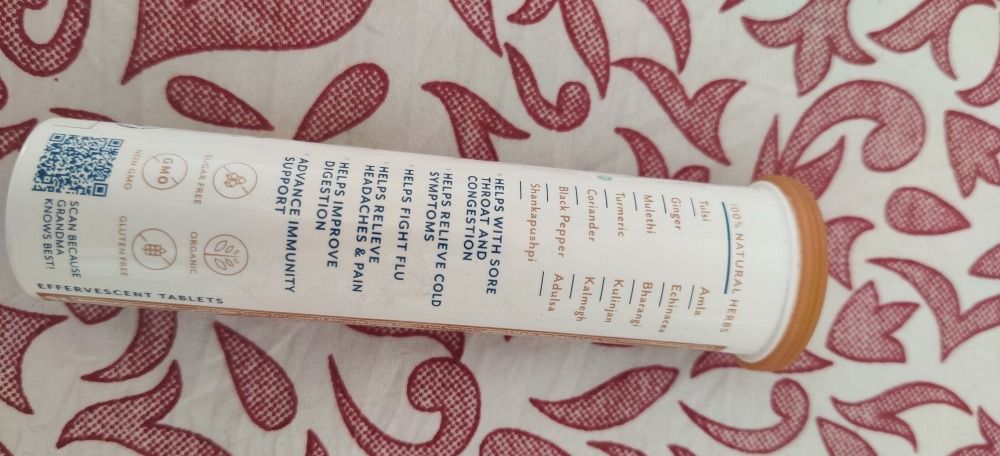 100% NATURAL HERBS
Tulsi
Amla
Ginger
Echinacea
Mulethi
Bharangi
Turmeric
Kulinjan
Coriander
Kalmegh
Black Pepper
Adulsa
Shankapushpi
HELPS WITH SORE
THROAT AND
CONGESTION
HELPS RELIEVE COLD
SYMPTOMS
HELPS FIGHT FLU
HELPS RELIEVE
HEADACHES & PAIN
HELPS IMPROVE
DIGESTION
ADVANCE IMMUNITY
SUPPORT
SUGAR FREE
ORGANIC
GMO
NON GMO
GLUTEN FREE
SCAN BECAUSE
GRANDMA
KNOWS BEST!
EFFERVESCENT TABLETS